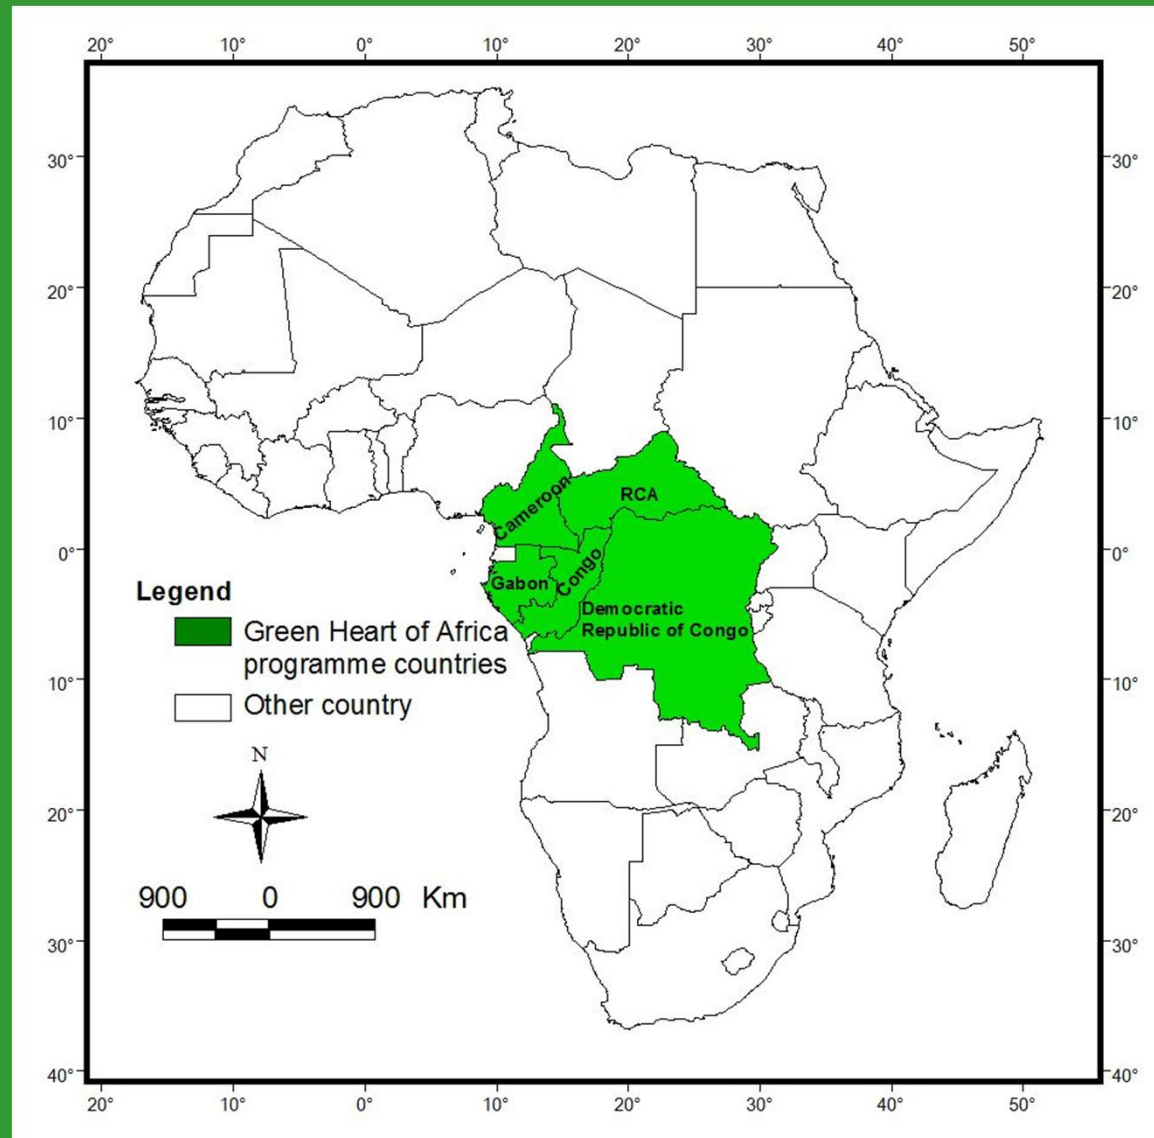 20° 10° 0° 10° 20° 30° 40° 50°
30° 30°
20° 20°
10° 10°
RCA
Cameroon
0° 0°
Congo
Gabon
Legend
Democratic
Republic of Congo
Green Heart of Africa
programme countries
10° 10°
Other country
N
20° 20°
900 0 900 Km
30° 30°
40° 40°
20° 10° 0° 10° 20° 30° 40° 50°